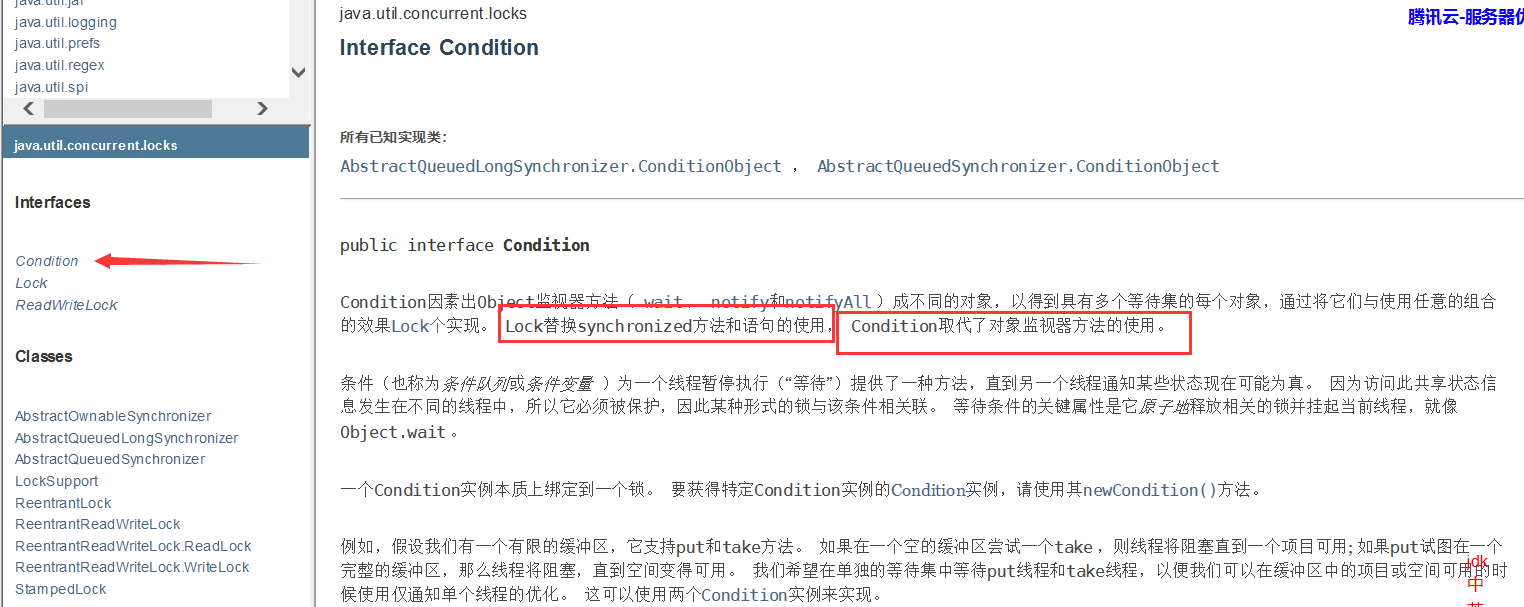 java.util.jar
java.util.logging
java.util.prefs
java.util.regex
java.util.spi
java.util.concurrent.locks
Interfaces
Condition
Lock
ReadWriteLock
Classes
AbstractOwnableSynchronizer
AbstractQueuedLongSynchronizer
AbstractQueuedSynchronizer
LockSupport
ReentrantLock
ReentrantReadWriteLock
ReentrantReadWriteLock.ReadLock
ReentrantReadWriteLock.WriteLock
StampedLock
java.util.concurrent.locks
腾讯云-服务器优
Interface Condition
所有已知实现类:
AbstractQueuedLongSynchronizer.ConditionObject , AbstractQueuedSynchronizer.ConditionObject
public interface Condition
Condition因素出Object监视器方法( wait , notify和notifyAll )成不同的对象,以得到具有多个等待集的每个对象,通过将它们与使用任意的组合
的效果Lock个实现。 Lock替换synchronized方法和语句的使用, Condition取代了对象监视器方法的使用。
条件(也称为条件队列或条件变量 )为一个线程暂停执行(“等待”)提供了一种方法,直到另一个线程通知某些状态现在可能为真。 因为访问此共享状态信
息发生在不同的线程中,所以它必须被保护,因此某种形式的锁与该条件相关联。 等待条件的关键属性是它原子地释放相关的锁并挂起当前线程,就像
Object.wait 。
一个Condition实例本质上绑定到一个锁。 要获得特定Condition实例的Condition实例,请使用其newCondition()方法。
例如,假设我们有一个有限的缓冲区,它支持put和take方法。 如果在一个空的缓冲区尝试一个take ,则线程将阻塞直到一个项目可用; 如果put试图在一个
完整的缓冲区,那么线程将阻塞,直到空间变得可用。 我们希望在单独的等待集中等待put线程和take线程,以便我们可以在缓冲区中的项目或空间可用的时
候使用仅通知单个线程的优化。 这可以使用两个Condition实例来实现。
jdk
中